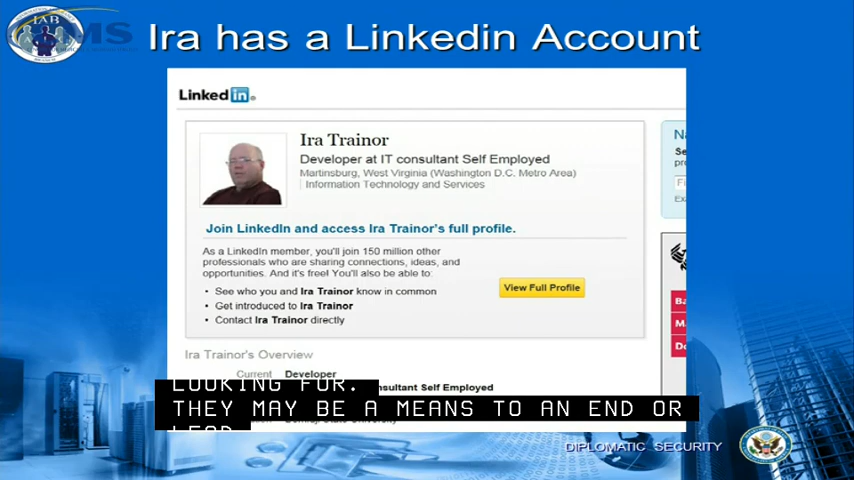 IAB
MS
Ira has a Linkedin Account
Linked in
Ira Trainor
Developer at IT consultant Self Employed
Martinsburg, West Virginia (Washington D.C. Metro Area)
Information Technology and Services
Join LinkedIn and access Ira Trainor's full profile.
As a LinkedIn member, you'll join 150 million other
professionals who are sharing connections, ideas, and
opportunities. And it's free! You'll also be able to:
• See who you and Ira Trainor know in common
• Get introduced to Ira Trainor
• Contact Ira Trainor directly
View Full Profile
Ira Trainor's Overview
Current Developer
Self Employed
LOOKING FOR.
THEY MAY BE A MEANS TO AN END OR
LEAD
DIPLOMATIC SECURITY